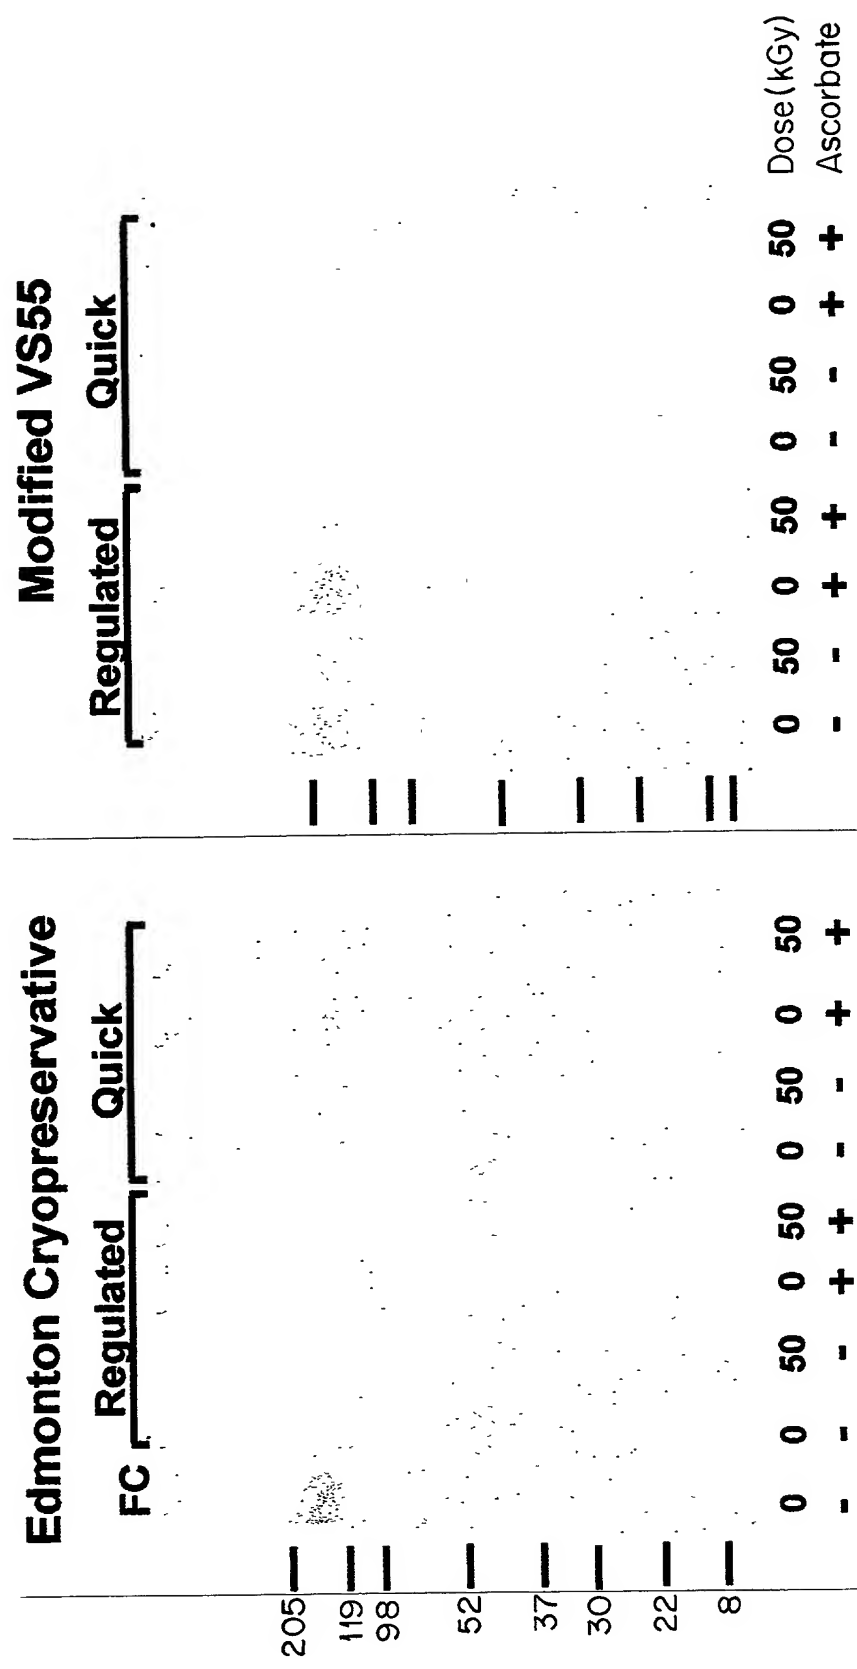 Edmonton Cryopreservative
FC Regulated Quick
205
119
98
52
37
30
22
8
0 0 50 0 50 0 50 0 50
- - - + + - - + +
Modified VS55
Regulated Quick
0 50 0 50 0 50 0 50 Dose(kGy)
- - + + - - + + Ascorbate